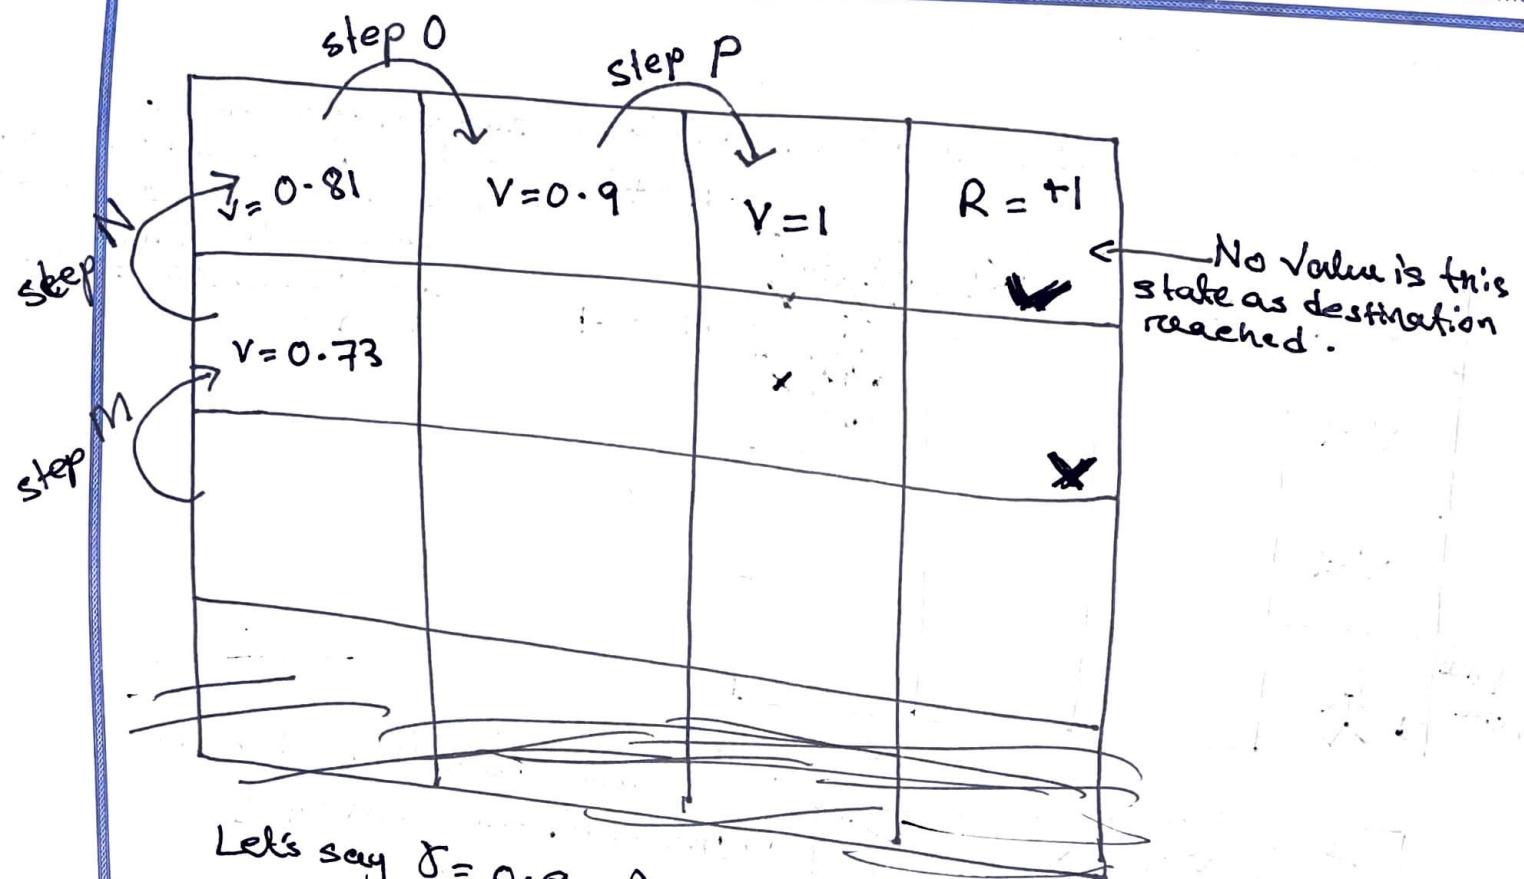 step O
step P
V= 0.81
V=0.9
V=1
R = +1
step N
No Value is this
state as destination
reached.
V=0.73
step M
Let's say γ=